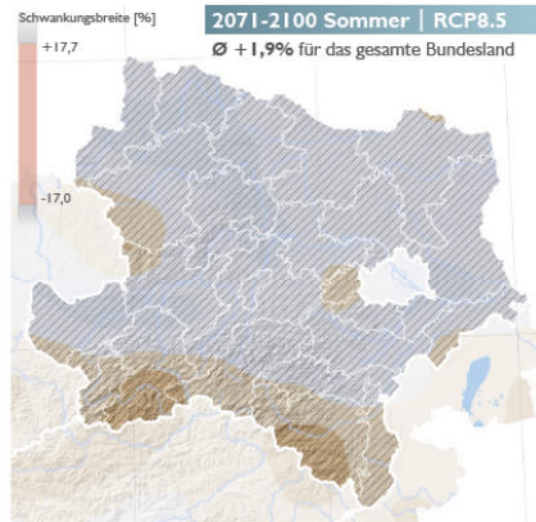 Schwankungsbreite [%]
2071-2100 Sommer | RCP8.5
+17,7
Ø +1,9% für das gesamte Bundesland
-17,0